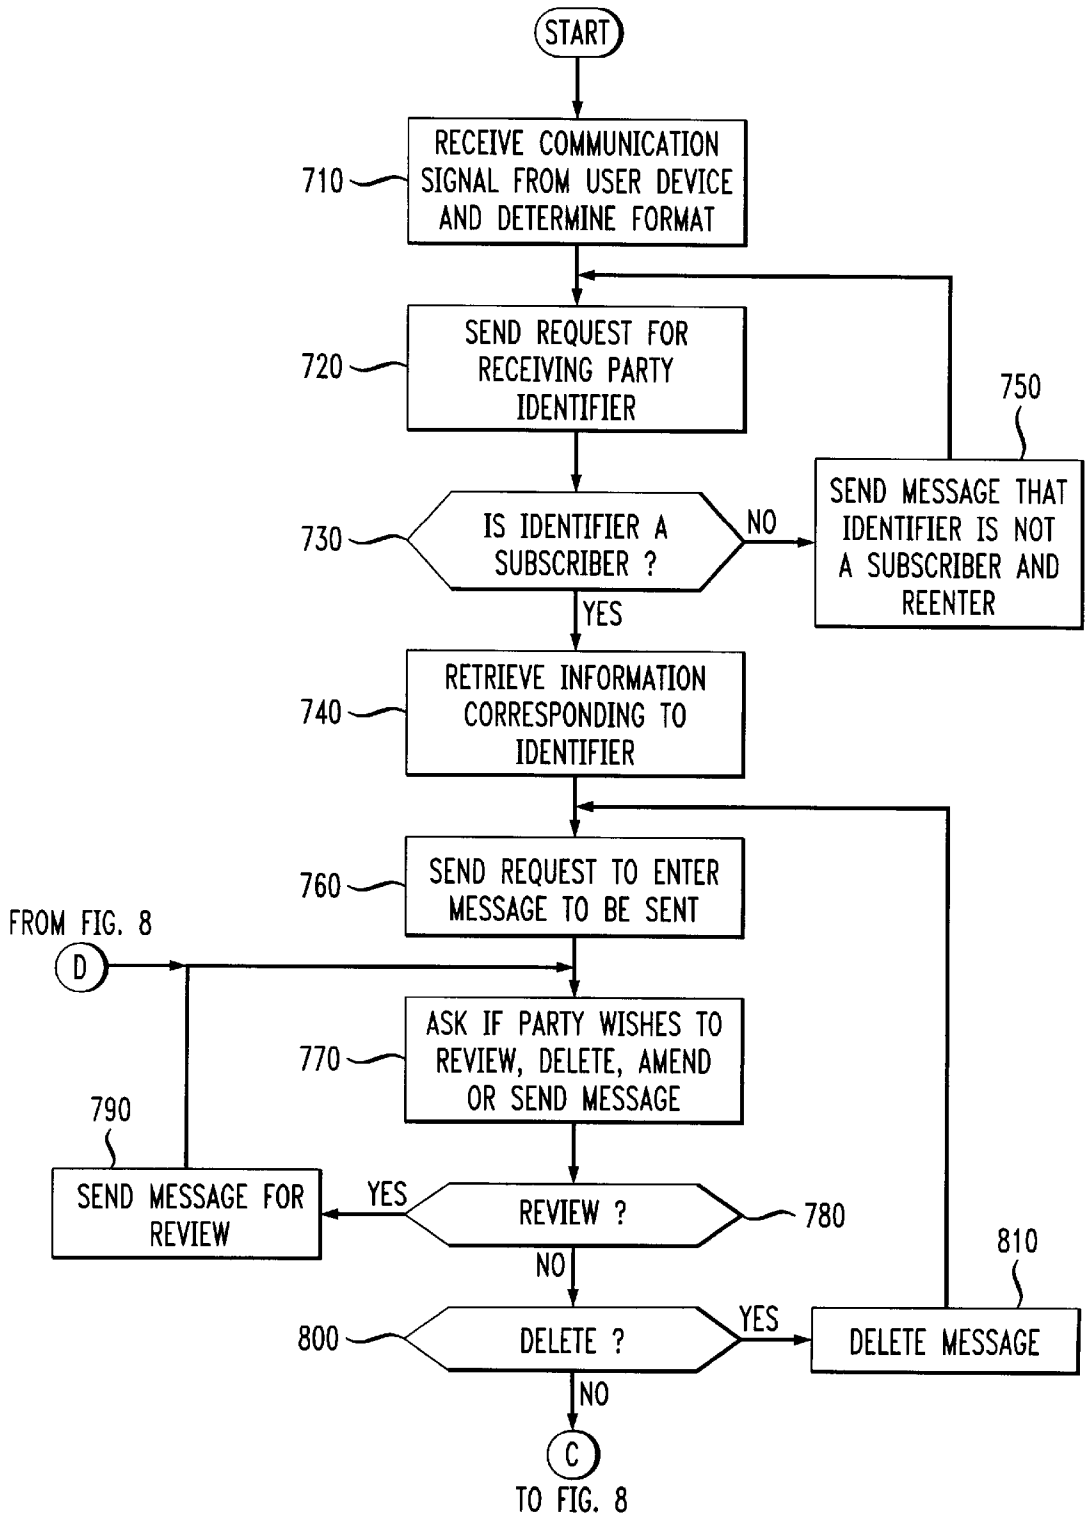 START
RECEIVE COMMUNICATION
SIGNAL FROM USER DEVICE
AND DETERMINE FORMAT
710
SEND REQUEST FOR
RECEIVING PARTY
IDENTIFIER
720
750
SEND MESSAGE THAT
IDENTIFIER IS NOT
A SUBSCRIBER AND
REENTER
IS IDENTIFIER A
SUBSCRIBER ?
730
NO
YES
RETRIEVE INFORMATION
CORRESPONDING TO
IDENTIFIER
740
SEND REQUEST TO ENTER
MESSAGE TO BE SENT
760
FROM FIG. 8
D
ASK IF PARTY WISHES TO
REVIEW, DELETE, AMEND
OR SEND MESSAGE
770
790
SEND MESSAGE FOR
REVIEW
YES
REVIEW ?
780
NO
810
800
DELETE ?
YES
DELETE MESSAGE
NO
C
TO FIG. 8